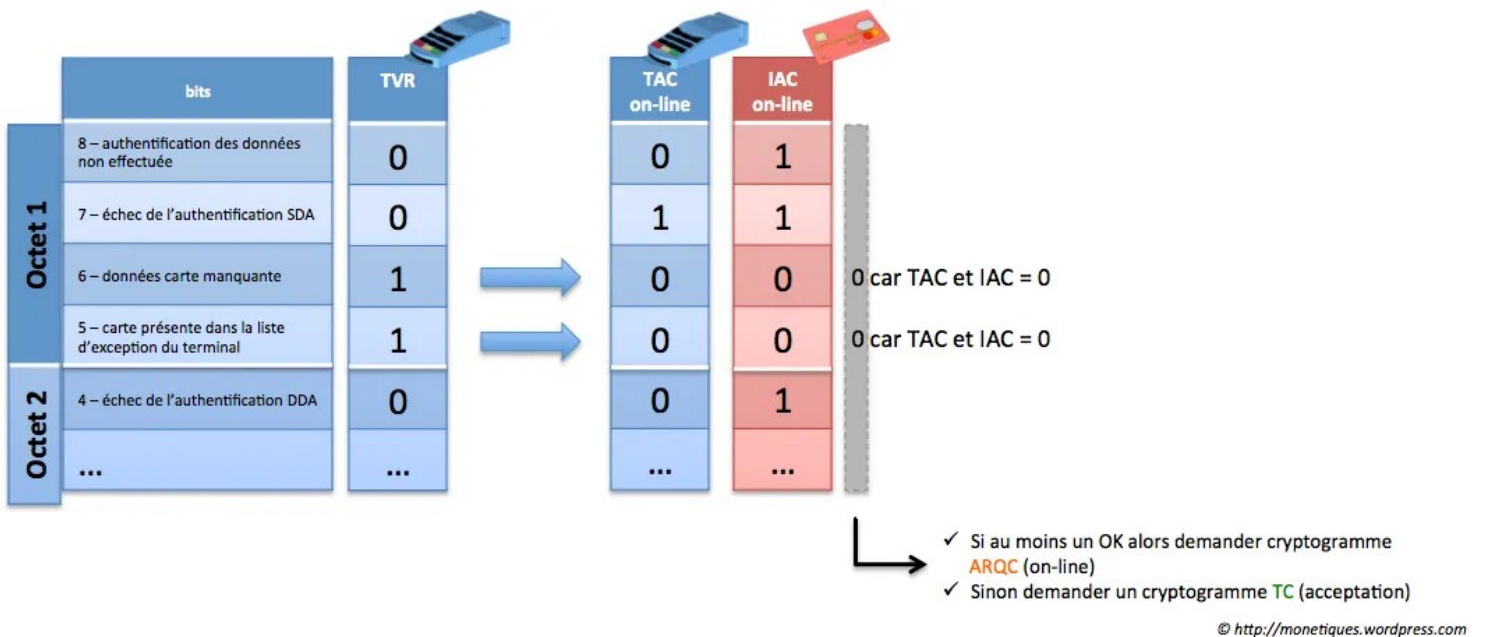 bits
TVR
TAC
on-line
IAC
on-line
Octet 1
8 – authentification des données
non effectuée
0
0
1
7 – échec de l'authentification SDA
0
1
1
6 – données carte manquante
1
0
0
0 car TAC et IAC = 0
5 – carte présente dans la liste
d'exception du terminal
1
0
0
0 car TAC et IAC = 0
Octet 2
4 – échec de l'authentification DDA
0
0
1
...
...
...
...
✓ Si au moins un OK alors demander cryptogramme
ARQC (on-line)
✓ Sinon demander un cryptogramme TC (acceptation)
© http://monetiques.wordpress.com